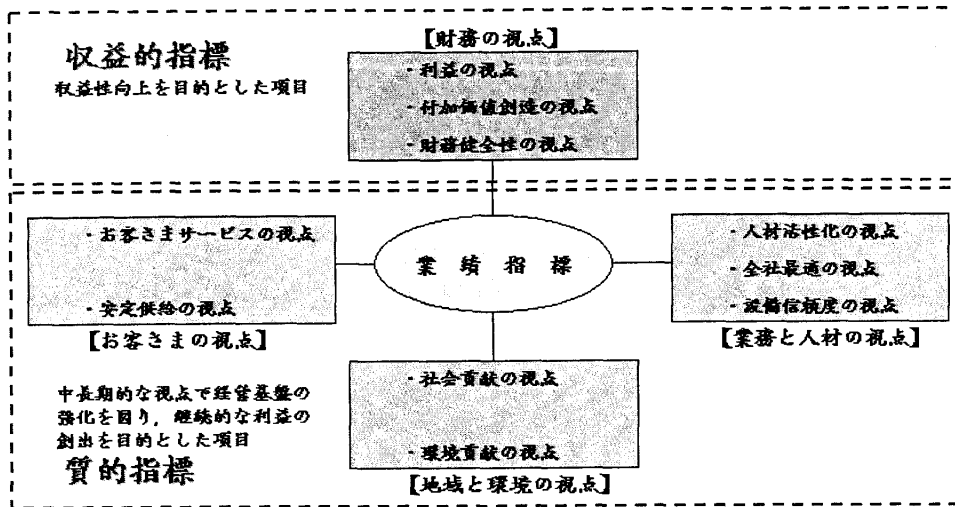 収益的指標
収益性向上を目的とした項目
【財務の視点】
・利益の視点
・付加価値創造の視点
・財務健全性の視点
・お客さまサービスの視点
・安定供給の視点
【お客さまの視点】
業績指標
・人材活性化の視点
・全社最適の視点
・設備信頼度の視点
【業務と人材の視点】
中長期的な視点で経営基盤の
強化を図り，継続的な利益の
創出を目的とした項目
質的指標
・社会貢献の視点
・環境貢献の視点
【地域と環境の視点】